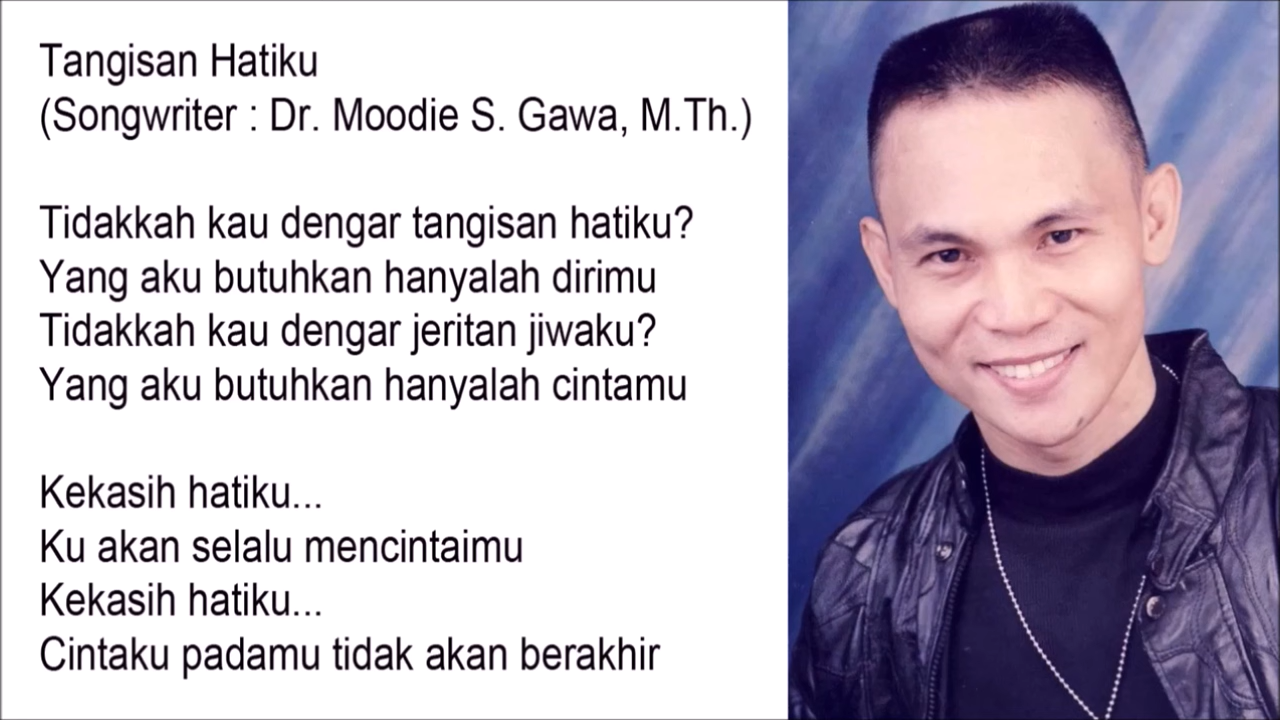 Tangisan Hatiku
(Songwriter : Dr. Moodie S. Gawa, M.Th.)
Tidakkah kau dengar tangisan hatiku?
Yang aku butuhkan hanyalah dirimu
Tidakkah kau dengar jeritan jiwaku?
Yang aku butuhkan hanyalah cintamu
Kekasih hatiku...
Ku akan selalu mencintaimu
Kekasih hatiku...
Cintaku padamu tidak akan berakhir